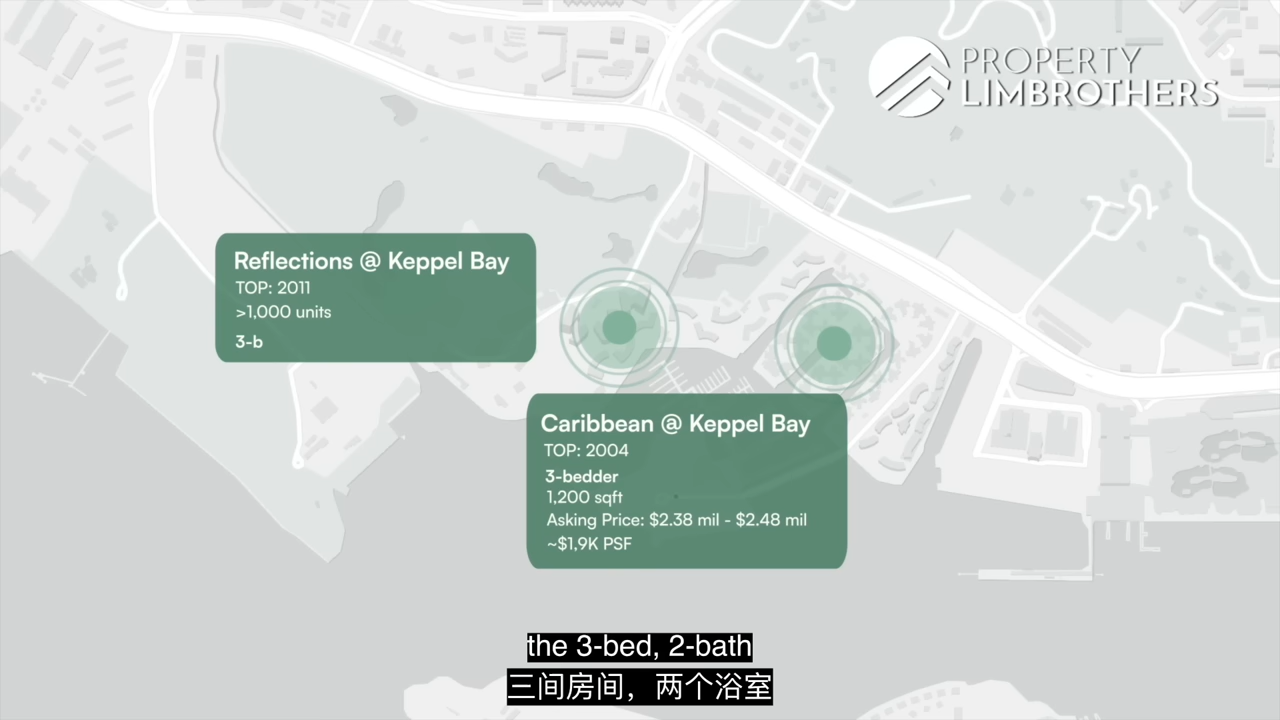 PROPERTY
LIMBROTHERS
Reflections @ Keppel Bay
TOP: 2011
>1,000 units
3-b
Caribbean @ Keppel Bay
TOP: 2004
3-bedder
1,200 sqft
Asking Price: $2.38 mil - $2.48 mil
~$1,9K PSF
the 3-bed, 2-bath
三间房间，两个浴室